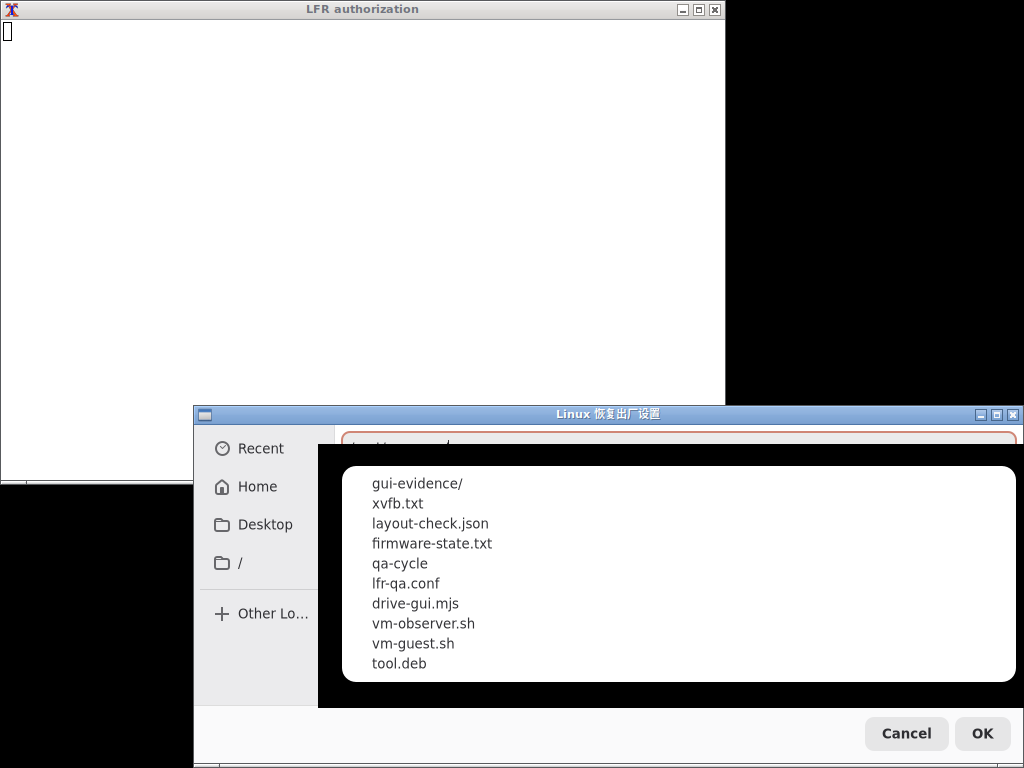 LFR authorization
Linux 恢复出厂设置
Recent
Home
Desktop
/
Other Lo...
gui-evidence/
xvfb.txt
layout-check.json
firmware-state.txt
qa-cycle
lfr-qa.conf
drive-gui.mjs
vm-observer.sh
vm-guest.sh
tool.deb
Cancel
OK